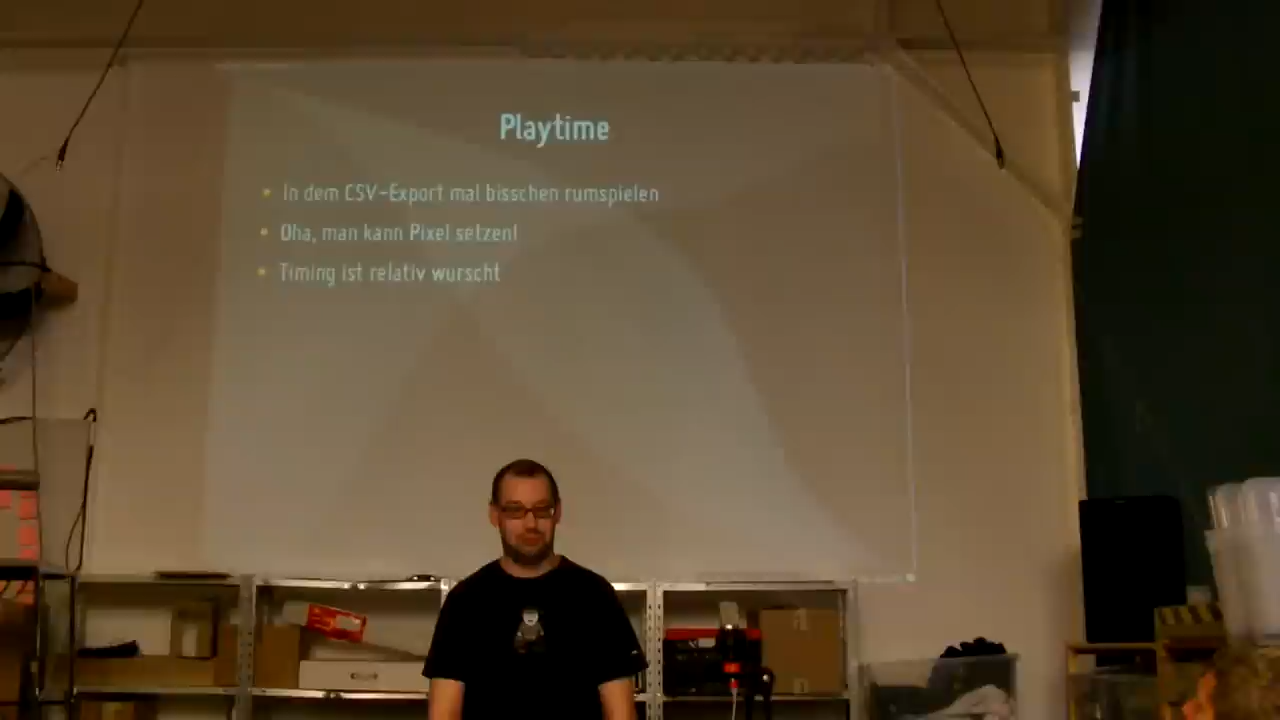 Playtime
In dem CSV-Export mal bisschen rumspielen
Oha, man kann Pixel setzen!
Timing ist relativ wurscht